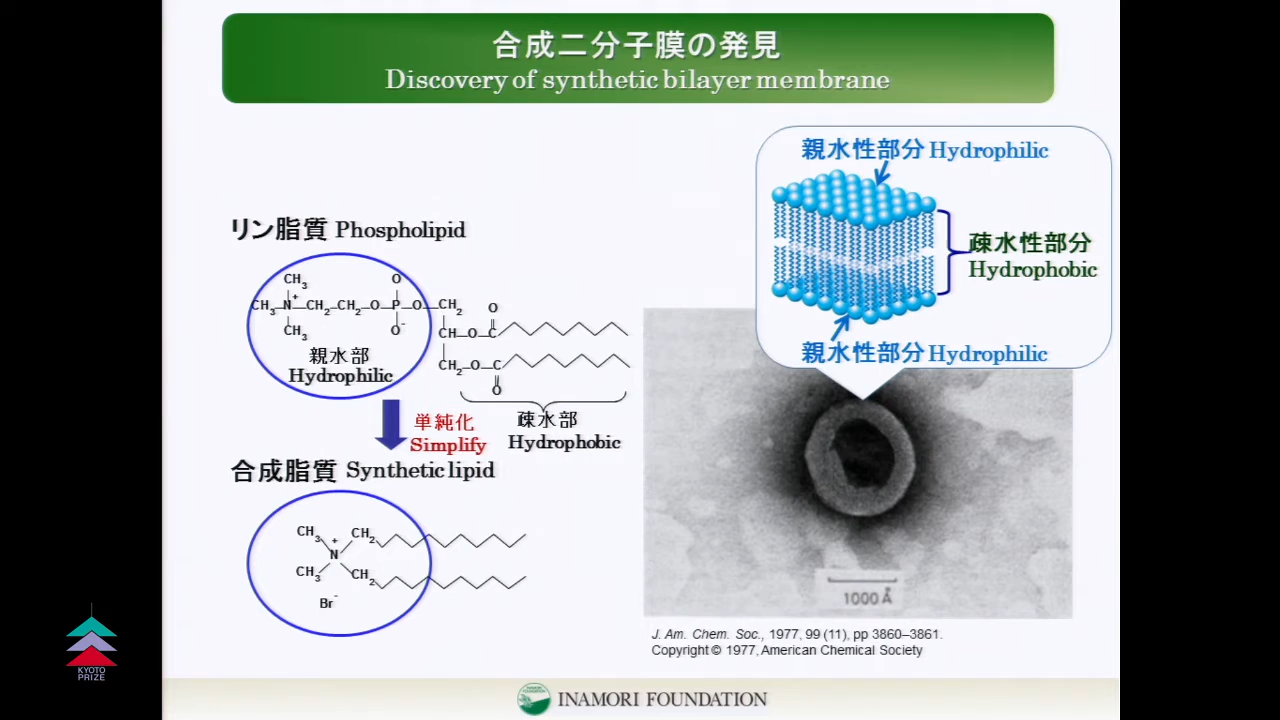 合成二分子膜の発見
Discovery of synthetic bilayer membrane
親水性部分 Hydrophilic
疎水性部分
Hydrophobic
親水性部分 Hydrophilic
リン脂質 Phospholipid
CH3 O
CH3–N+–CH2–CH2–O–P–O–CH2 O
CH3 O- CH–O–C
親水部
Hydrophilic
CH2–O–C
O
単純化
Simplify
疎水部
Hydrophobic
合成脂質 Synthetic lipid
CH3 + CH2
N
CH3 CH2
Br-
1000 Å
J. Am. Chem. Soc., 1977, 99 (11), pp 3860–3861.
Copyright © 1977, American Chemical Society
KYOTO
PRIZE
INAMORI FOUNDATION